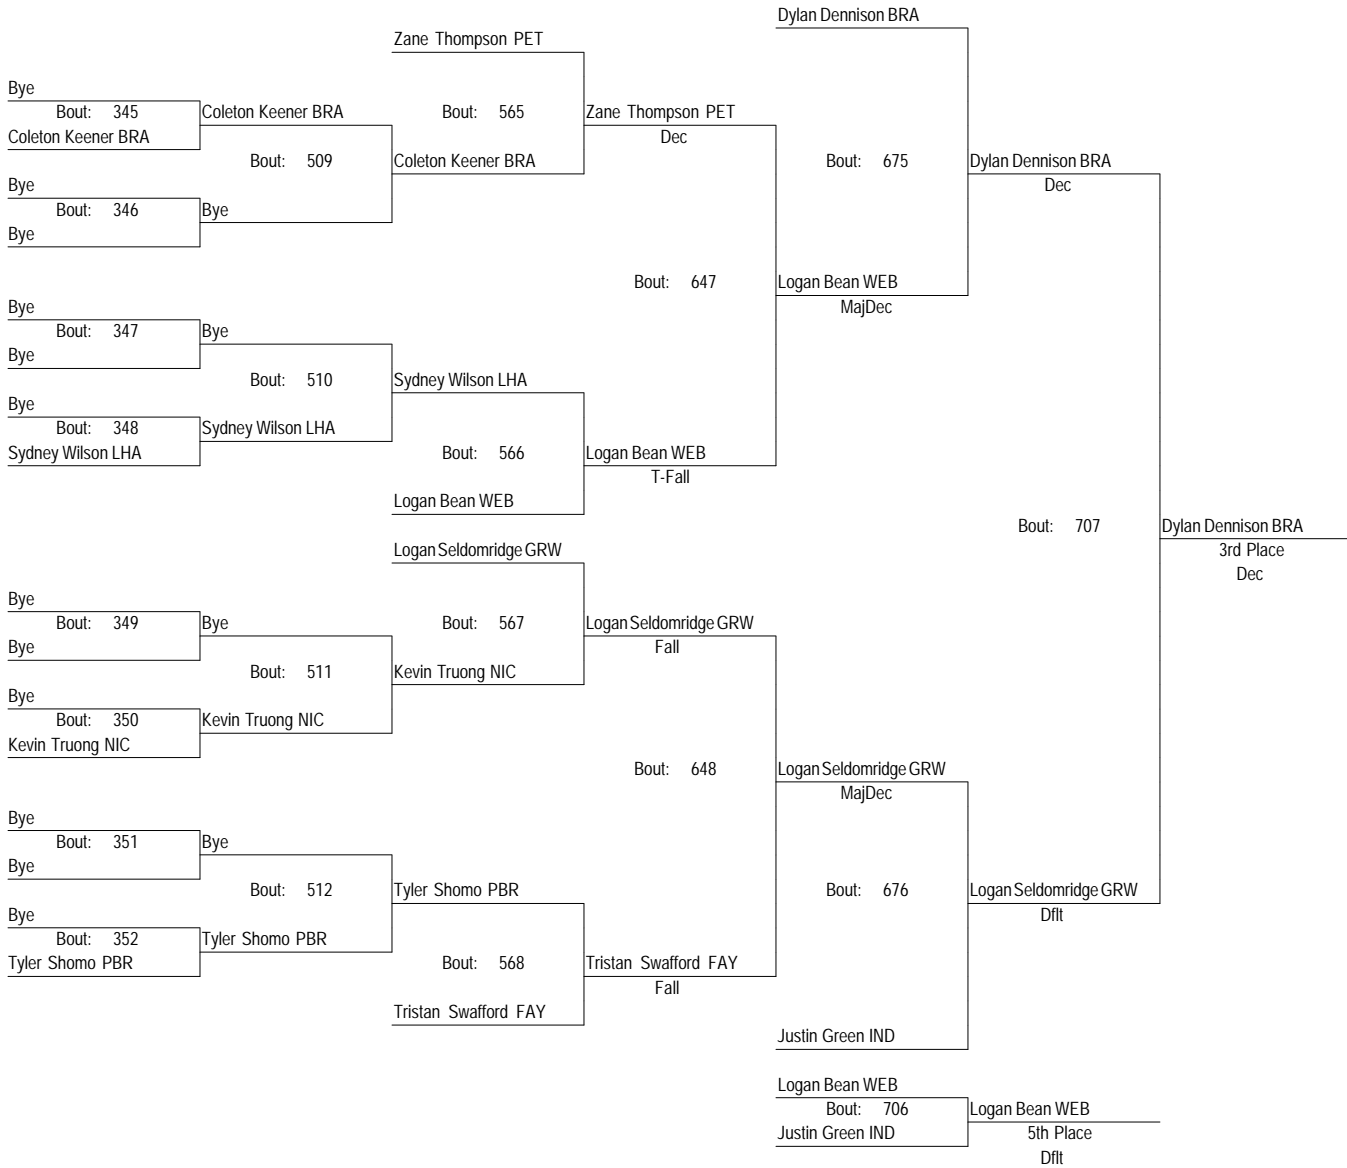 Dylan Dennison BRA
Zane Thompson PET
Bye
Bout: 345
Coleton Keener BRA
Bout: 565
Zane Thompson PET
Coleton Keener BRA
Dec
Bout: 509
Coleton Keener BRA
Bout: 675
Dylan Dennison BRA
Bye
Dec
Bout: 346
Bye
Bye
Bout: 647
Logan Bean WEB
Bye
MajDec
Bout: 347
Bye
Bye
Bout: 510
Sydney Wilson LHA
Bye
Bout: 348
Sydney Wilson LHA
Sydney Wilson LHA
Bout: 566
Logan Bean WEB
T-Fall
Logan Bean WEB
Bout: 707
Dylan Dennison BRA
Logan Seldomridge GRW
3rd Place
Dec
Bye
Bout: 349
Bye
Bout: 567
Logan Seldomridge GRW
Bye
Fall
Bout: 511
Kevin Truong NIC
Bye
Bout: 350
Kevin Truong NIC
Kevin Truong NIC
Bout: 648
Logan Seldomridge GRW
MajDec
Bye
Bout: 351
Bye
Bye
Bout: 512
Tyler Shomo PBR
Bout: 676
Logan Seldomridge GRW
Bye
Dflt
Bout: 352
Tyler Shomo PBR
Tyler Shomo PBR
Bout: 568
Tristan Swafford FAY
Fall
Tristan Swafford FAY
Justin Green IND
Logan Bean WEB
Bout: 706
Logan Bean WEB
Justin Green IND
5th Place
Dflt